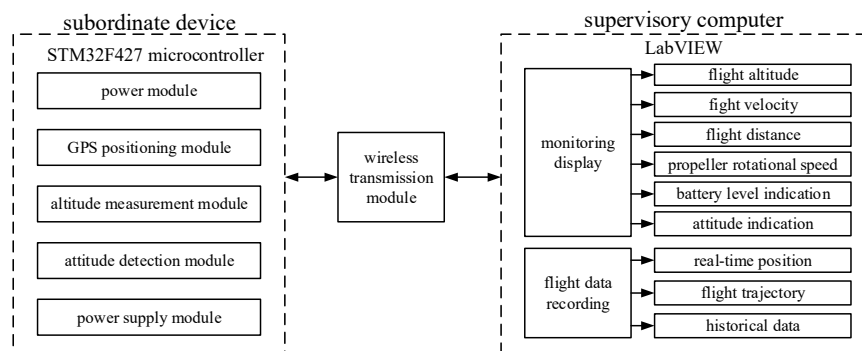 subordinate device
STM32F427 microcontroller
power module
GPS positioning module
altitude measurement module
attitude detection module
power supply module
wireless
transmission
module
supervisory computer
LabVIEW
monitoring
display
flight altitude
fight velocity
flight distance
propeller rotational speed
battery level indication
attitude indication
flight data
recording
real-time position
flight trajectory
historical data